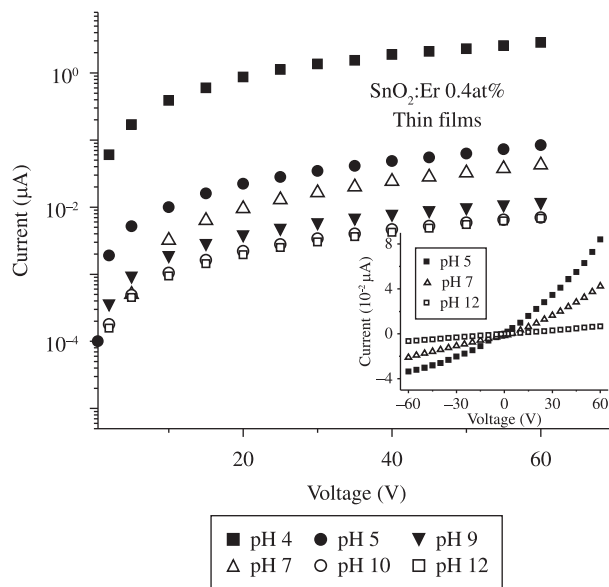 10⁰
10⁻²
10⁻⁴
Current (µA)
SnO₂:Er 0.4at%
Thin films
20
40
60
Voltage (V)
8
4
0
−4
Current (10⁻² µA)
pH 5
pH 7
pH 12
−60
−30
0
30
60
Voltage (V)
pH 4 pH 5 pH 9
pH 7 pH 10 pH 12